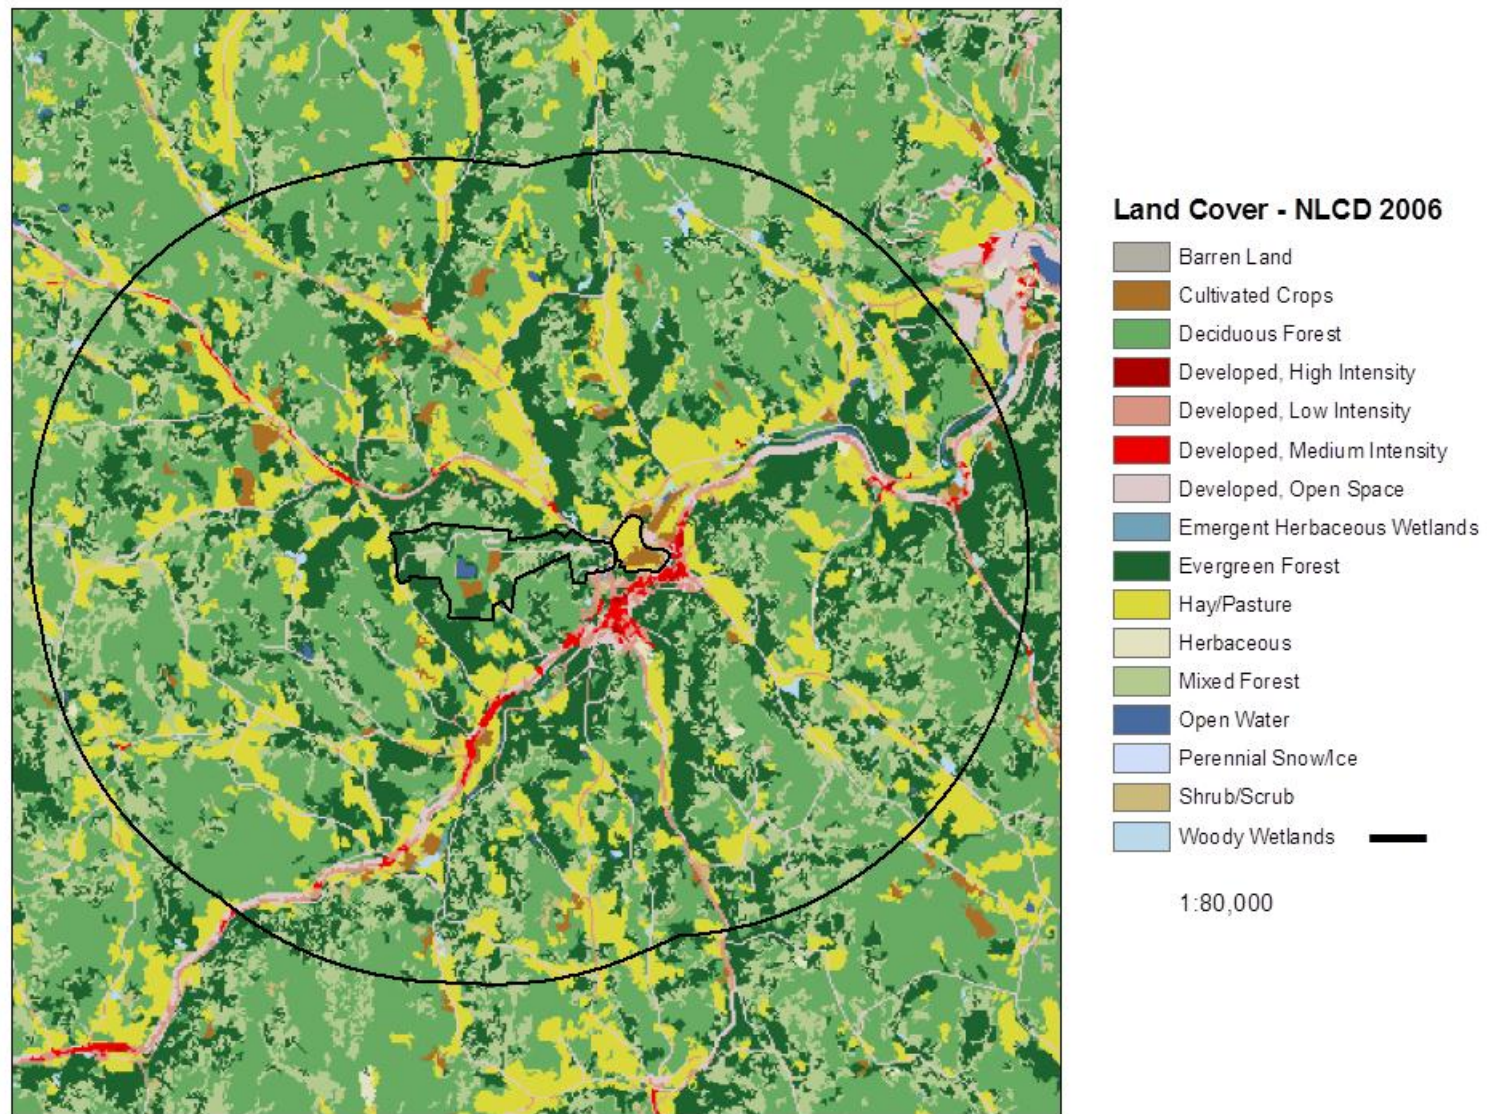 Land Cover - NLCD 2006
Barren Land
Cultivated Crops
Deciduous Forest
Developed, High Intensity
Developed, Low Intensity
Developed, Medium Intensity
Developed, Open Space
Emergent Herbaceous Wetlands
Evergreen Forest
Hay/Pasture
Herbaceous
Mixed Forest
Open Water
Perennial Snow/Ice
Shrub/Scrub
Woody Wetlands
1:80,000